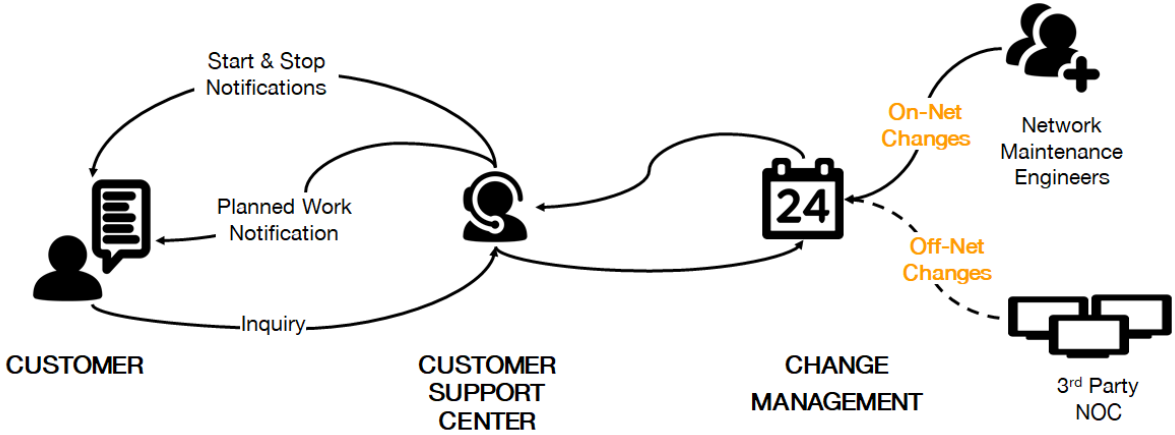 Start & Stop
Notifications
On-Net
Changes
Network
Maintenance
Engineers
Planned Work
Notification
24
Off-Net
Changes
Inquiry
CUSTOMER
CUSTOMER
SUPPORT
CENTER
CHANGE
MANAGEMENT
3rd Party
NOC